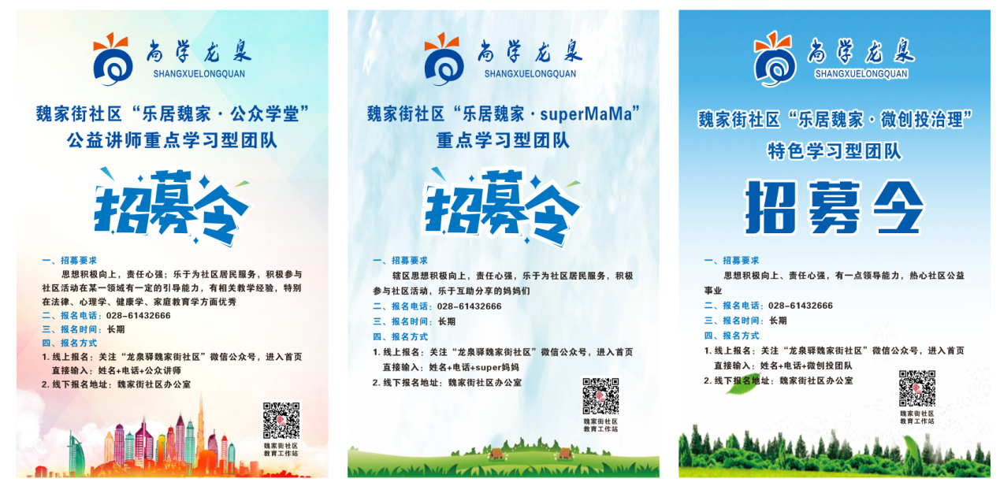 尚学龙泉
SHANGXUELONGQUAN
魏家街社区“乐居魏家·公众学堂”
公益讲师重点学习型团队
招募令
一、招募要求
思想积极向上，责任心强；乐于为社区居民服务，积极参与
社区活动在某一领域有一定的引导能力，有相关教学经验，特别
在法律、心理学、健康学、家庭教育学方面优秀
二、报名电话：028-61432666
三、报名时间：长期
四、报名方式
1.线上报名：关注“龙泉驿魏家街社区”微信公众号，进入首页
直接输入：姓名+电话+公众讲师
2.线下报名地址：魏家街社区办公室
魏家街社区
教育工作站
尚学龙泉
SHANGXUELONGQUAN
魏家街社区“乐居魏家·superMaMa”
重点学习型团队
招募令
一、招募要求
辖区思想积极向上，责任心强，乐于为社区居民服务，积极
参与社区活动，乐于互助分享的妈妈们
二、报名电话：028-61432666
三、报名时间：长期
四、报名方式
1.线上报名：关注“龙泉驿魏家街社区”微信公众号，进入首页
直接输入：姓名+电话+super妈妈
2.线下报名地址：魏家街社区办公室
魏家街社区
教育工作站
尚学龙泉
SHANGXUELONGQUAN
魏家街社区“乐居魏家·微创投治理”
特色学习型团队
招募令
一、招募要求
思想积极向上、责任心强，有一点领导能力，热心社区公益
事业
二、报名电话：028-61432666
三、报名时间：长期
四、报名方式
1.线上报名：关注“龙泉驿魏家街社区”微信公众号，进入首页
直接输入：姓名+电话+微创投团队
2.线下报名地址：魏家街社区办公室
魏家街社区
教育工作站